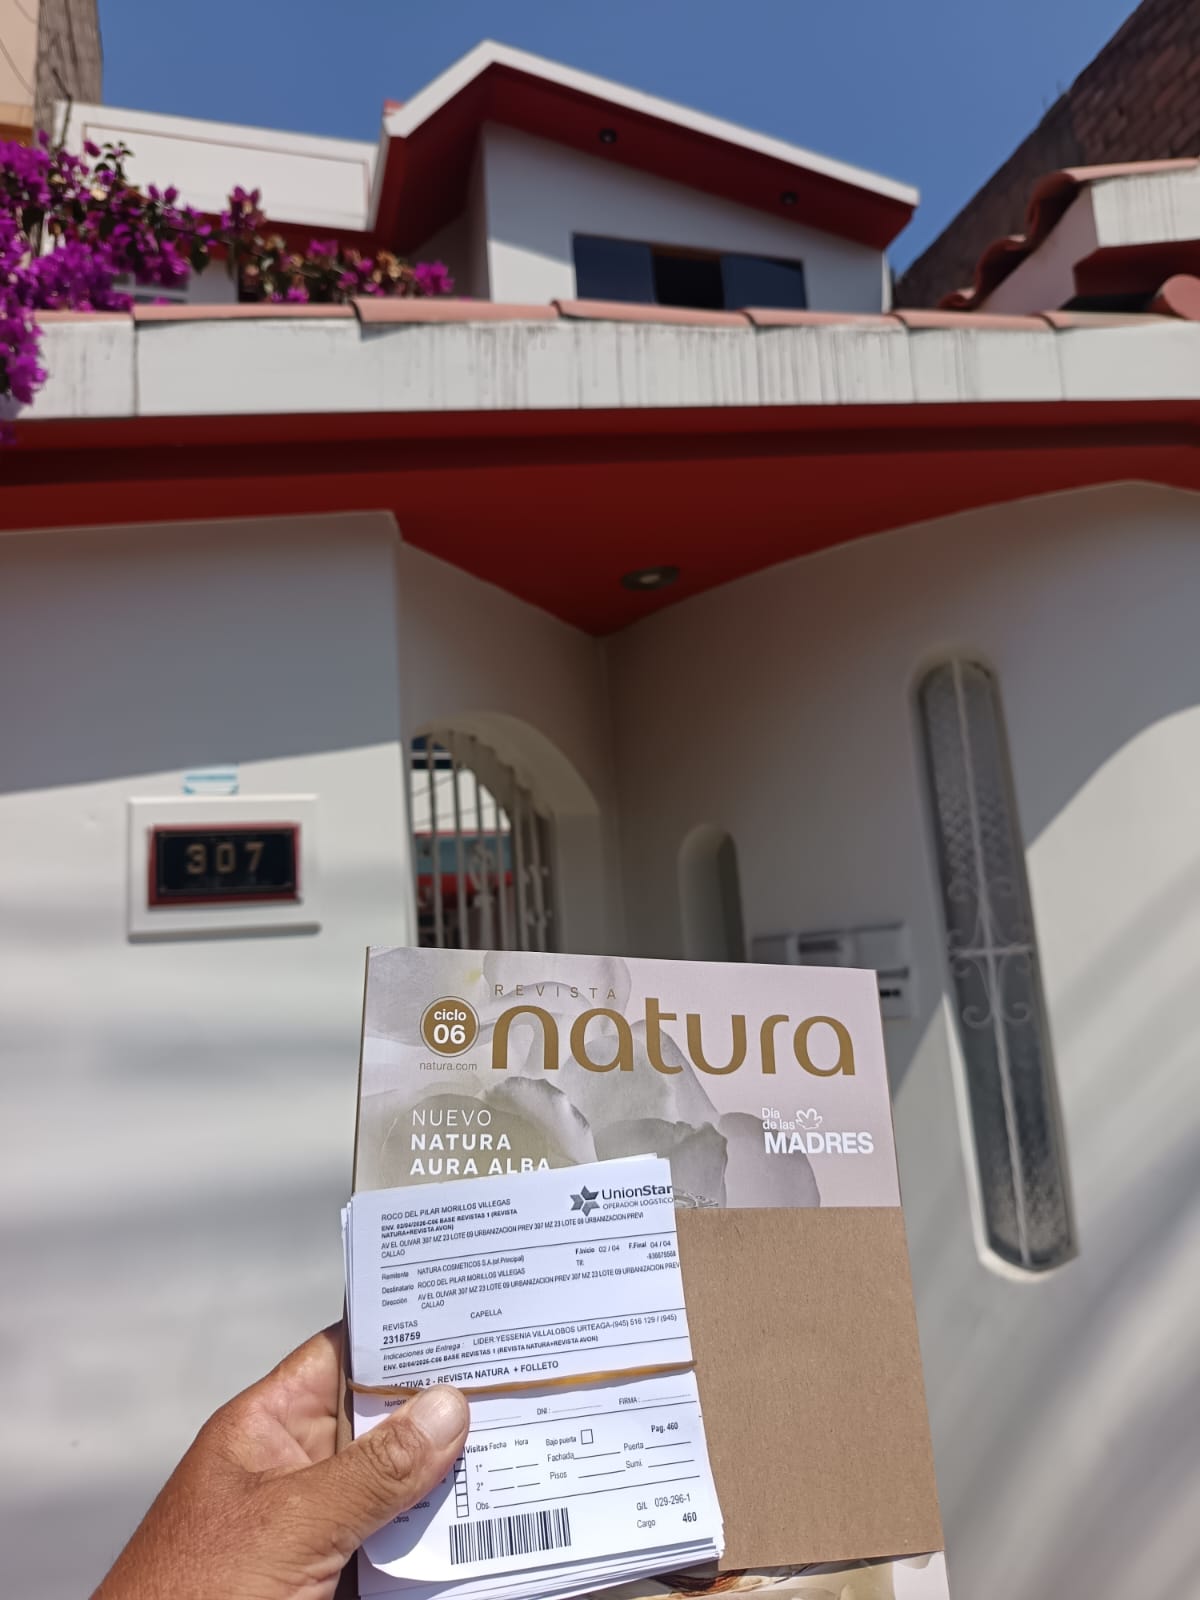 307
REVISTA
natura
ciclo
06
natura.com
NUEVO
NATURA
AURA ALBA
Día
de las
MADRES
UnionStar
OPERADOR LOGISTICO
ROCO DEL PILAR MORILLOS VILLEGAS
ENV. 02/04/2026-C06 BASE REVISTAS 1 (REVISTA
NATURA+REVISTA AVON)
AV EL OLIVAR 307 MZ 23 LOTE 09 URBANIZACION PREV 307 MZ 23 LOTE 09 URBANIZACION PREVI
CALLAO
F.Inicio 02 / 04 F.Final 04 / 04
Remitente NATURA COSMETICOS S.A.(of.Principal) Tlf:
Destinatario ROCO DEL PILAR MORILLOS VILLEGAS
Dirección AV EL OLIVAR 307 MZ 23 LOTE 09 URBANIZACION PREV 307 MZ 23 LOTE 09 URBANIZACION PREV
CALLAO
REVISTAS CAPELLA
2318759
Indicaciones de Entrega : LIDER YESSENIA VILLALOBOS URTEAGA-(945) 516 129 / (945)
ENV. 02/04/2026-C06 BASE REVISTAS 1 (REVISTA NATURA+REVISTA AVON)
2 - REVISTA NATURA + FOLLETO
Nombre DNI : FIRMA :
Visitas Fecha Hora Bajo puerta Pag. 460
1° Fachada Puerta
2° Pisos Sumi.
Obs.
Otros
G/L 029-296-1
Cargo 460